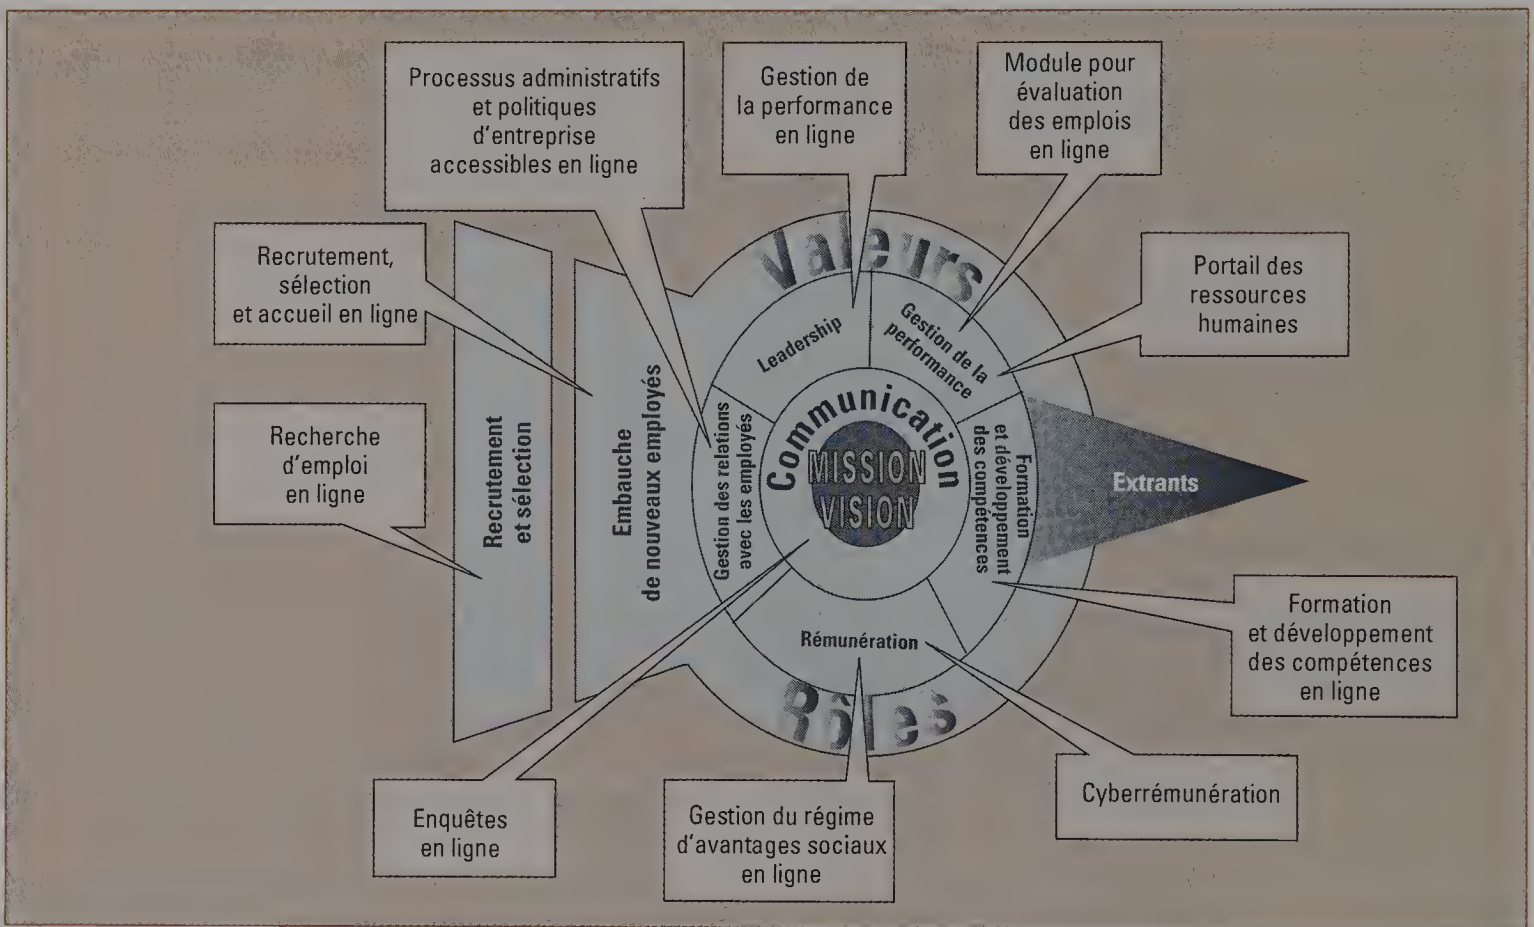 Processus administratifs
et politiques
d'entreprise
accessibles en ligne
Gestion de
la performance
en ligne
Module pour
évaluation
des emplois
en ligne
Recrutement,
sélection
et accueil en ligne
Portail des
ressources
humaines
Recherche
d'emploi
en ligne
Recrutement
et sélection
Embauche
de nouveaux employés
Valeurs
Leadership
Gestion de la
performance
Gestion des relations
avec les employés
Communication
MISSION
VISION
Formation
et développement
des compétences
Extrants
Rémunération
Rôles
Formation
et développement
des compétences
en ligne
Enquêtes
en ligne
Gestion du régime
d'avantages sociaux
en ligne
Cyberrémunération